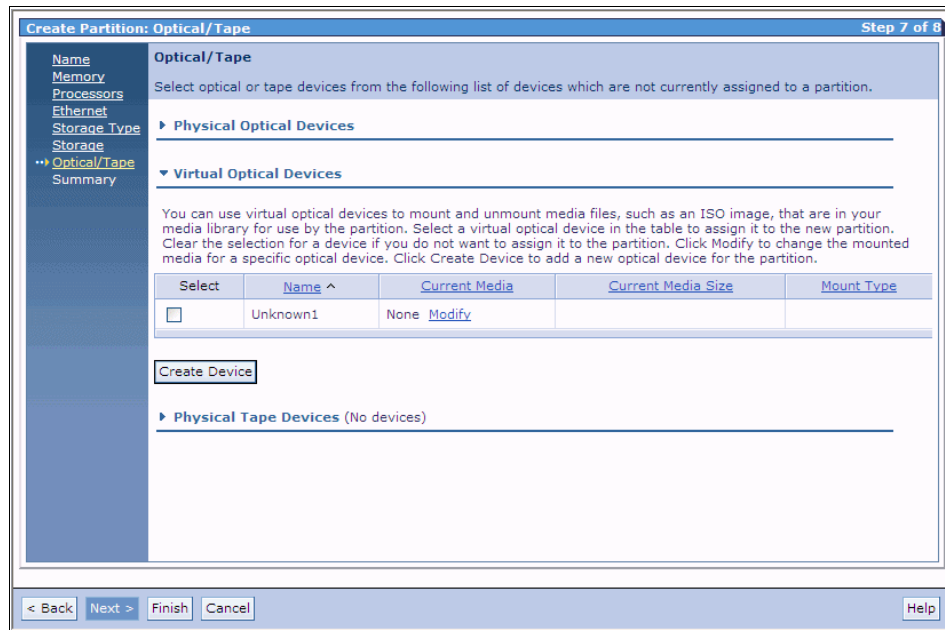 Create Partition: Optical/Tape
Step 7 of 8
Name
Memory
Processors
Ethernet
Storage Type
Storage
Optical/Tape
Summary
Optical/Tape
Select optical or tape devices from the following list of devices which are not currently assigned to a partition.
Physical Optical Devices
Virtual Optical Devices
You can use virtual optical devices to mount and unmount media files, such as an ISO image, that are in your
media library for use by the partition. Select a virtual optical device in the table to assign it to the new partition.
Clear the selection for a device if you do not want to assign it to the partition. Click Modify to change the mounted
media for a specific optical device. Click Create Device to add a new optical device for the partition.
Select Name ^ Current Media Current Media Size Mount Type
Unknown1 None Modify
Create Device
Physical Tape Devices (No devices)
< Back Next > Finish Cancel Help